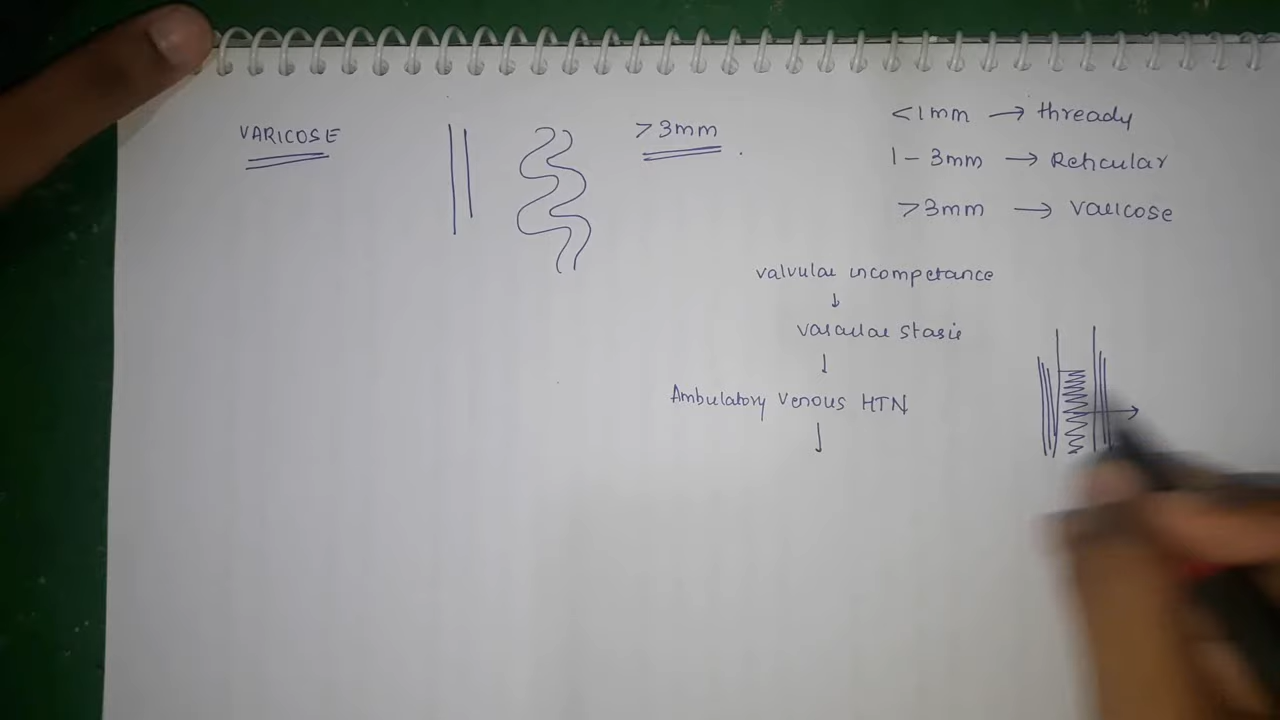 VARICOSE
>3mm
<1mm → thready
1-3mm → Reticular
>3mm → Varicose
valvular incompetance
↓
vascular stasis
↓
Ambulatory Venous HTN
↓